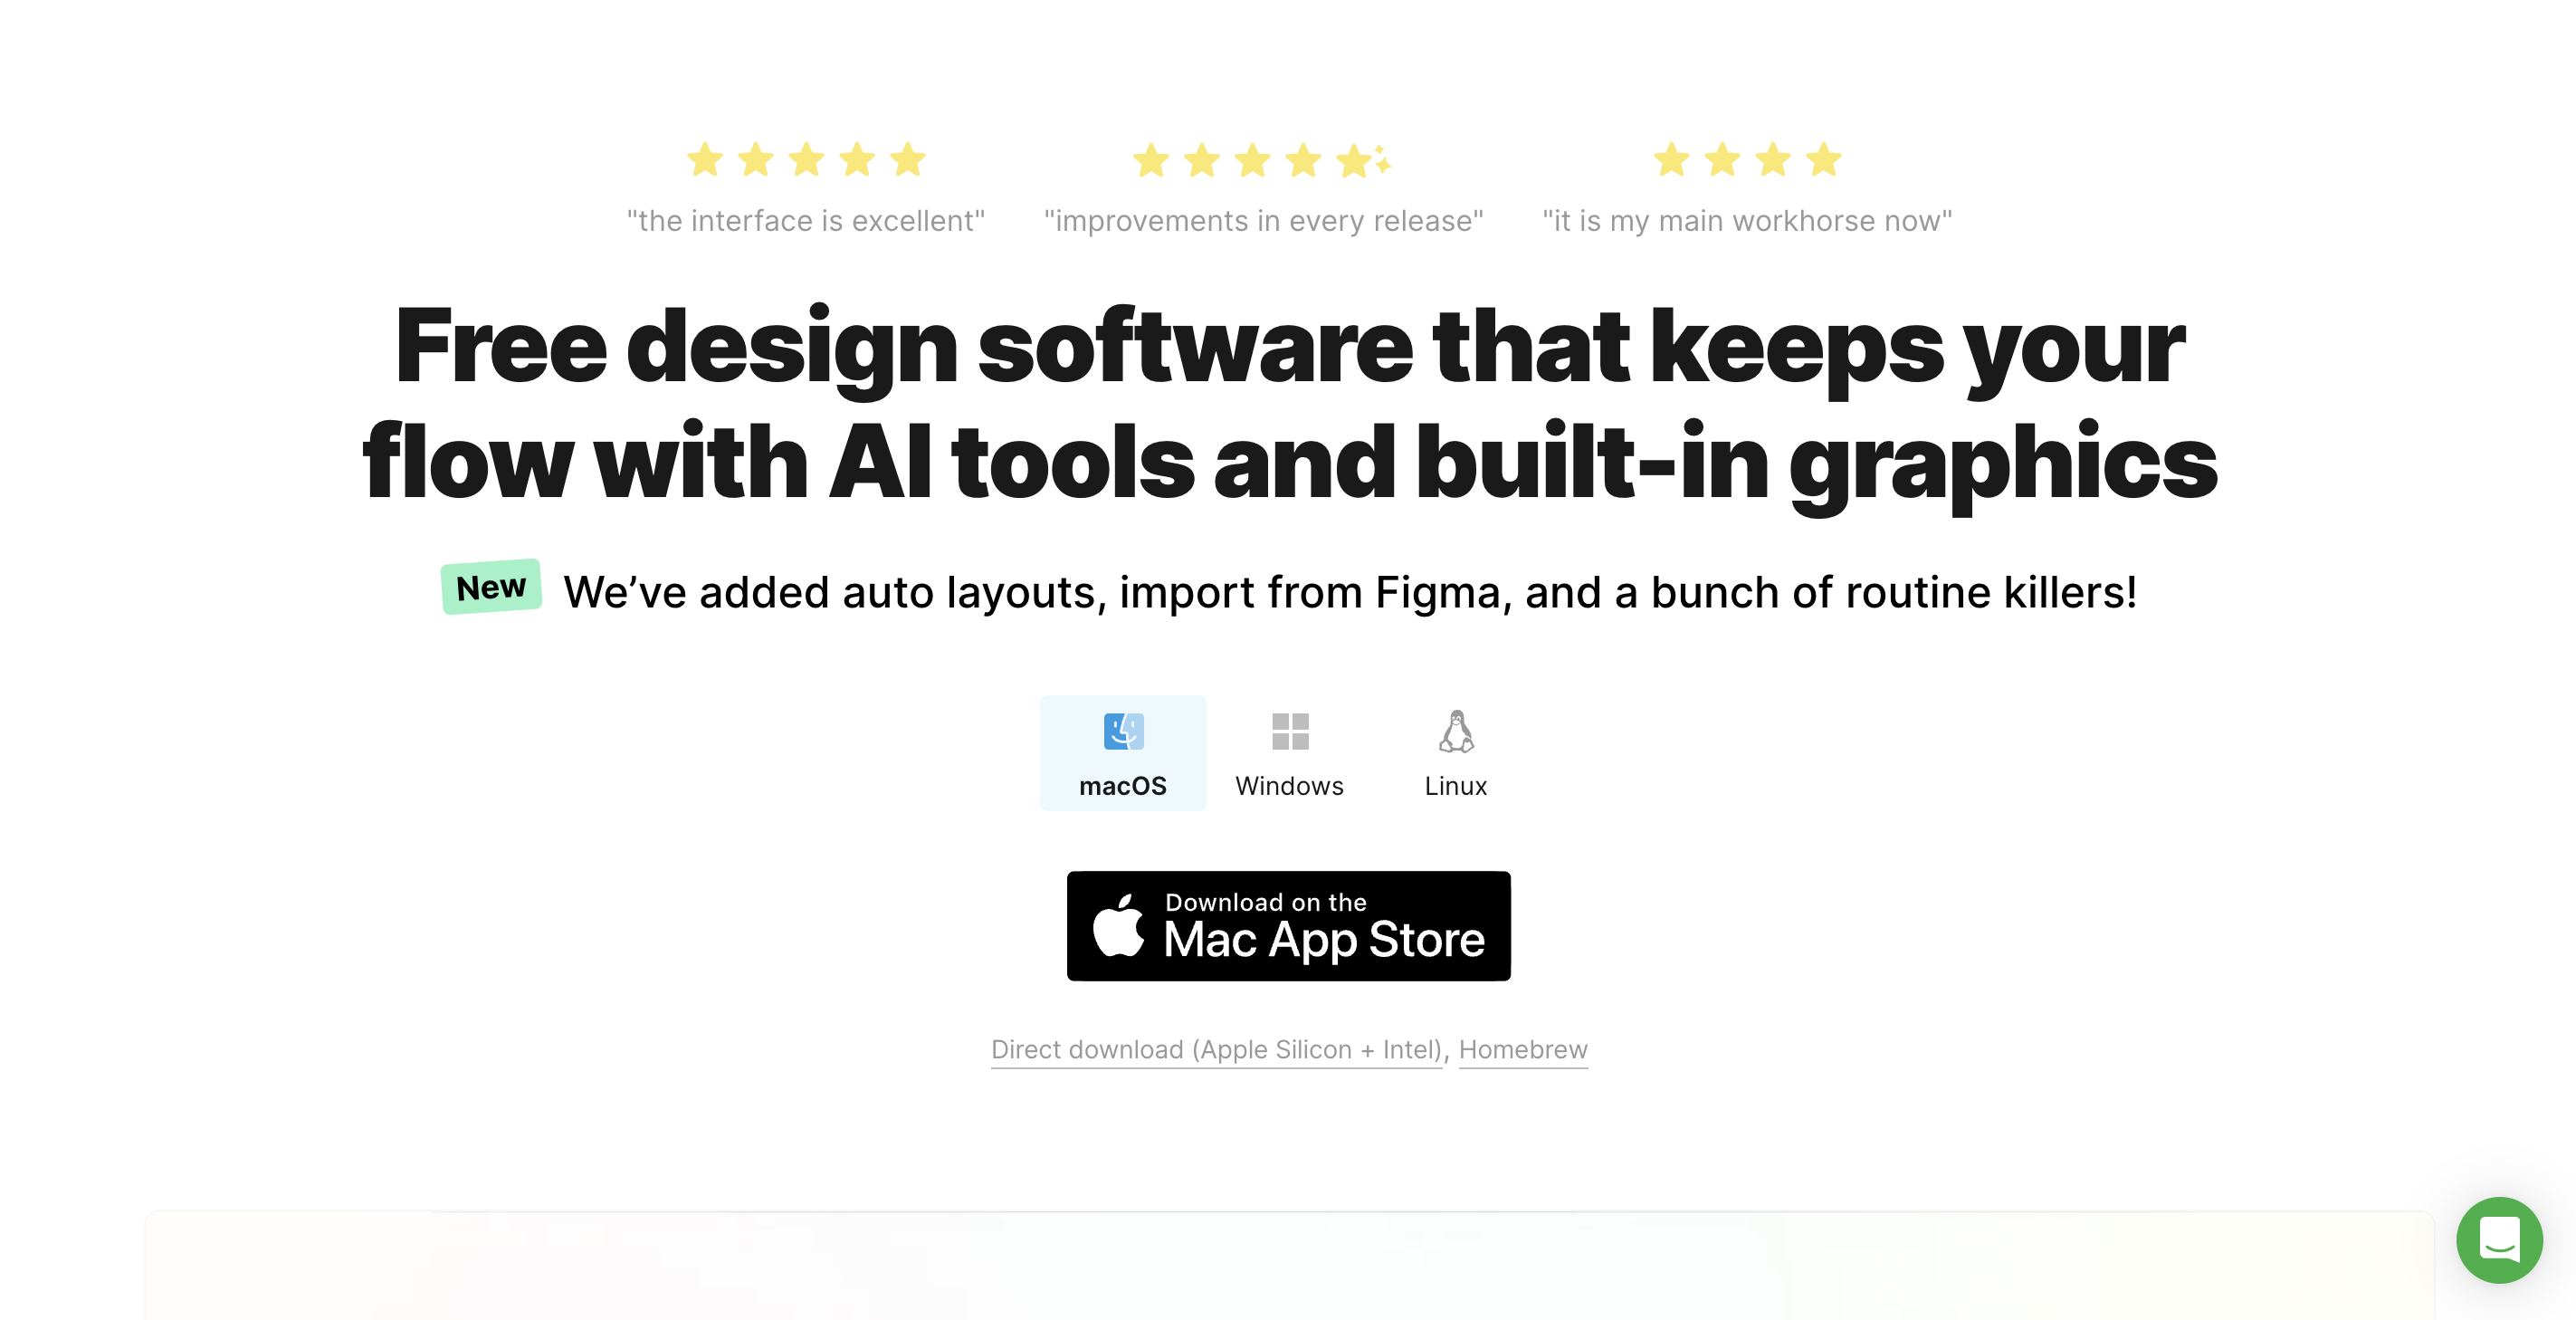 "the interface is excellent"
"improvements in every release"
"it is my main workhorse now"
Free design software that keeps your
flow with AI tools and built-in graphics
New We’ve added auto layouts, import from Figma, and a bunch of routine killers!
macOS
Windows
Linux
Download on the
Mac App Store
Direct download (Apple Silicon + Intel), Homebrew